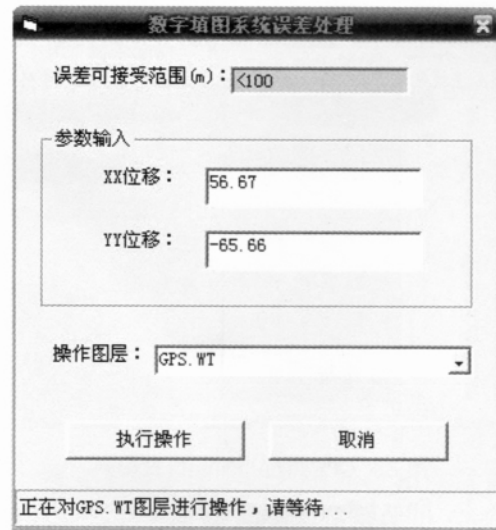 数字填图系统误差处理
误差可接受范围(m)：<100
参数输入
XX位移：56.67
YY位移：-65.66
操作图层：GPS.WT
执行操作 取消
正在对GPS.WT图层进行操作，请等待...